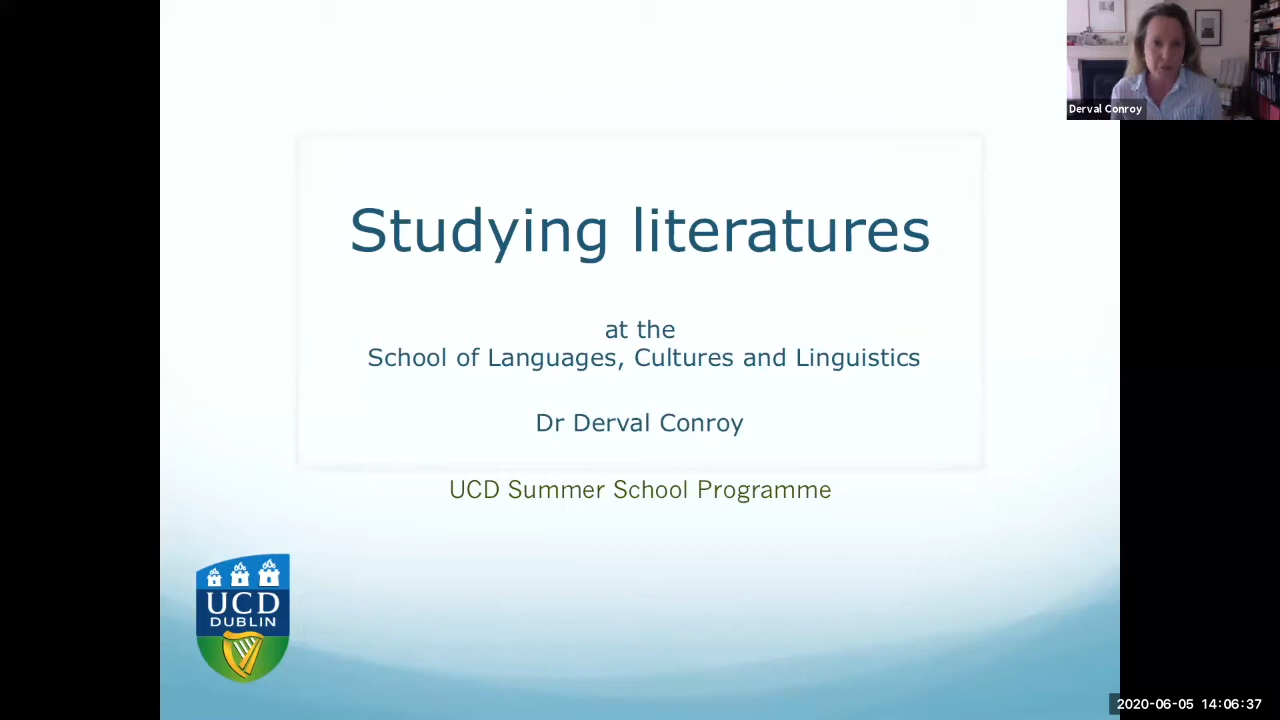 Derval Conroy
Studying literatures
at the
School of Languages, Cultures and Linguistics
Dr Derval Conroy
UCD Summer School Programme
UCD
DUBLIN
2020-06-05 14:06:37